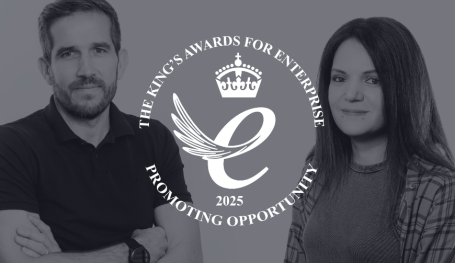 THE KING'S AWARDS FOR ENTERPRISE
e
2025
PROMOTING OPPORTUNITY